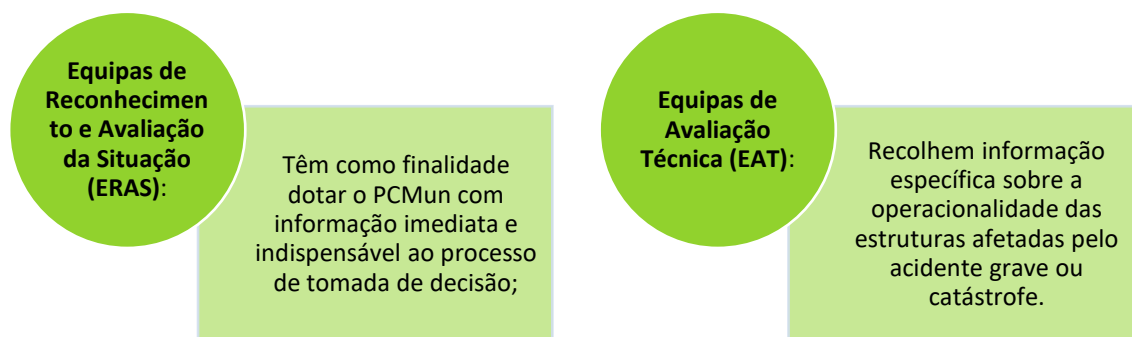 Equipas de
Reconhecimen
to e Avaliação
da Situação
(ERAS):
Têm como finalidade
dotar o PCMun com
informação imediata e
indispensável ao processo
de tomada de decisão;
Equipas de
Avaliação
Técnica (EAT):
Recolhem informação
específica sobre a
operacionalidade das
estruturas afetadas pelo
acidente grave ou
catástrofe.